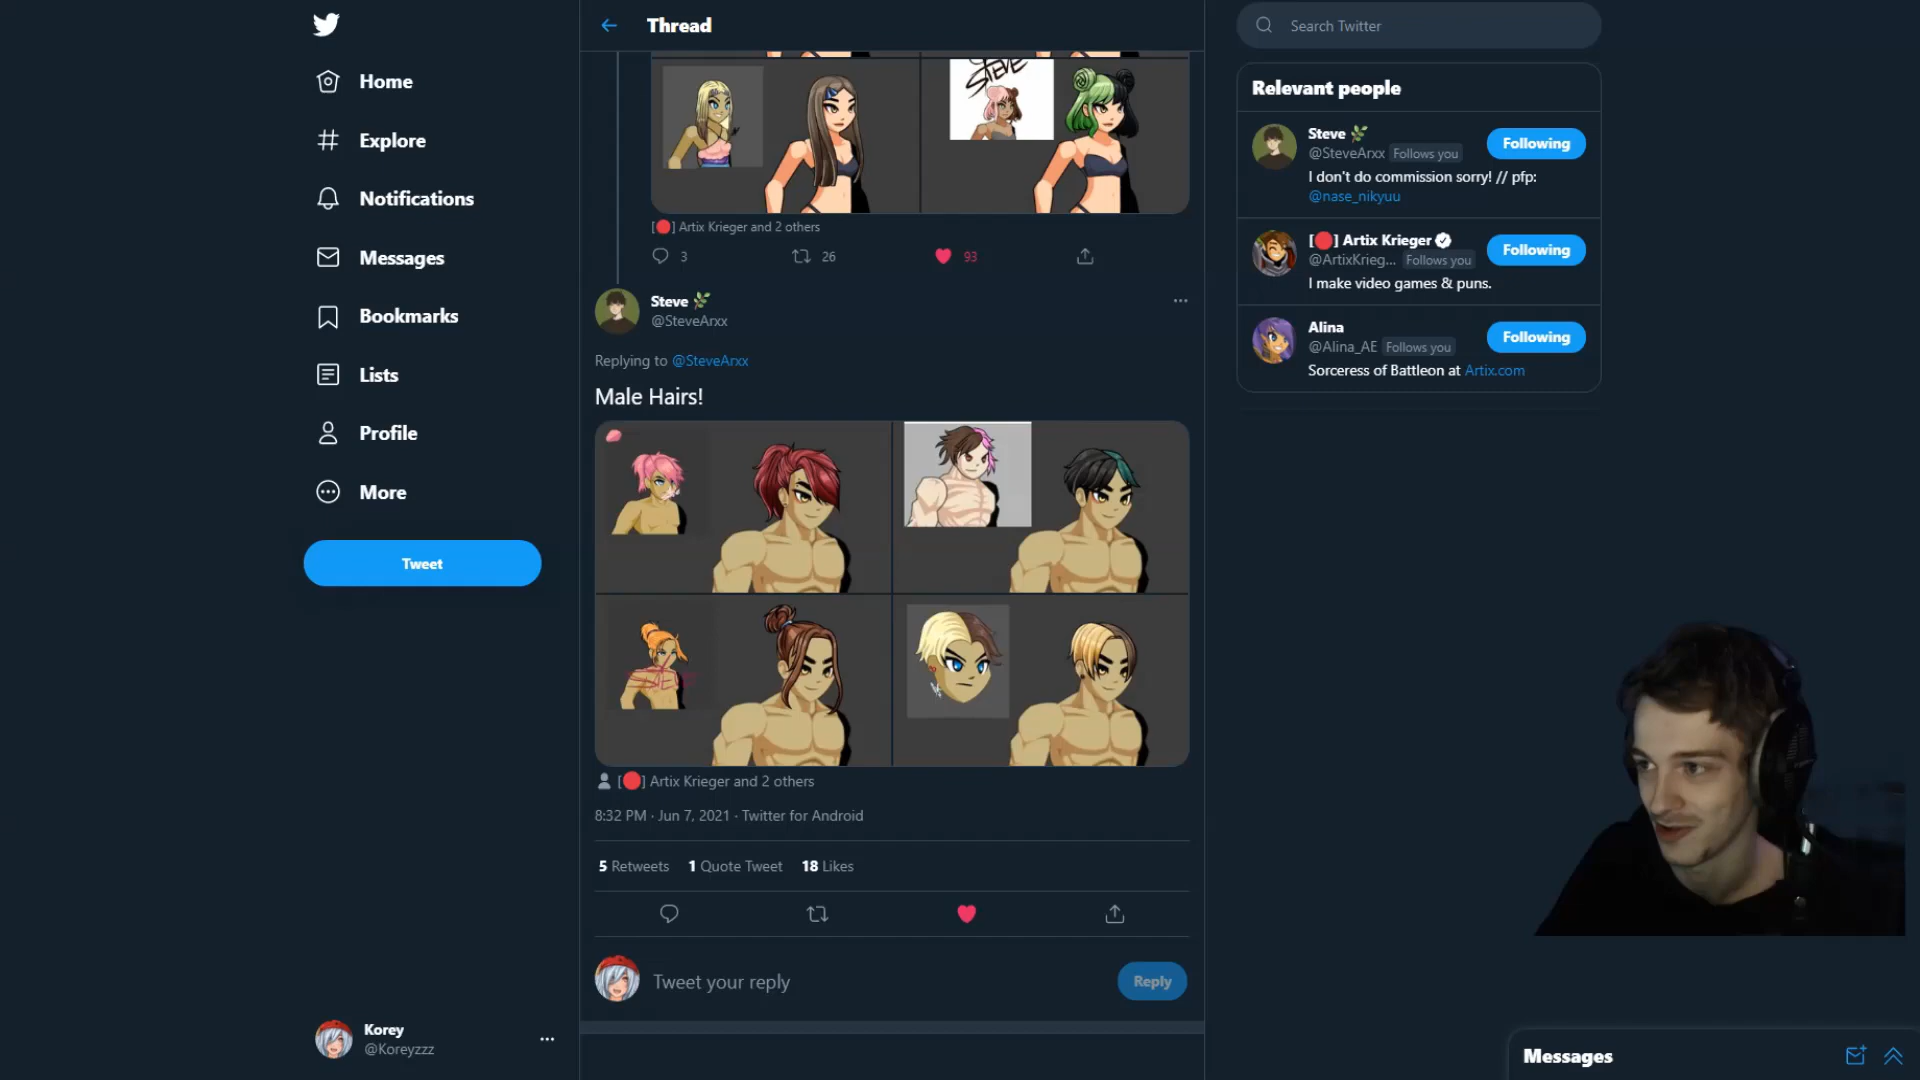 Home
Explore
Notifications
Messages
Bookmarks
Lists
Profile
More
Tweet
Korey
@Koreyzzz
Thread
STEVE
[🔴] Artix Krieger and 2 others
3
26
93
Steve 🌿
@SteveArxx
Replying to @SteveArxx
Male Hairs!
[🔴] Artix Krieger and 2 others
8:32 PM · Jun 7, 2021 · Twitter for Android
5 Retweets 1 Quote Tweet 18 Likes
Tweet your reply
Reply
Search Twitter
Relevant people
Steve 🌿
@SteveArxx Follows you
Following
I don't do commission sorry! // pfp:
@nase_nikyuu
[🔴] Artix Krieger
@ArtixKrieg... Follows you
Following
I make video games & puns.
Alina
@Alina_AE Follows you
Following
Sorceress of Battleon at Artix.com
Messages